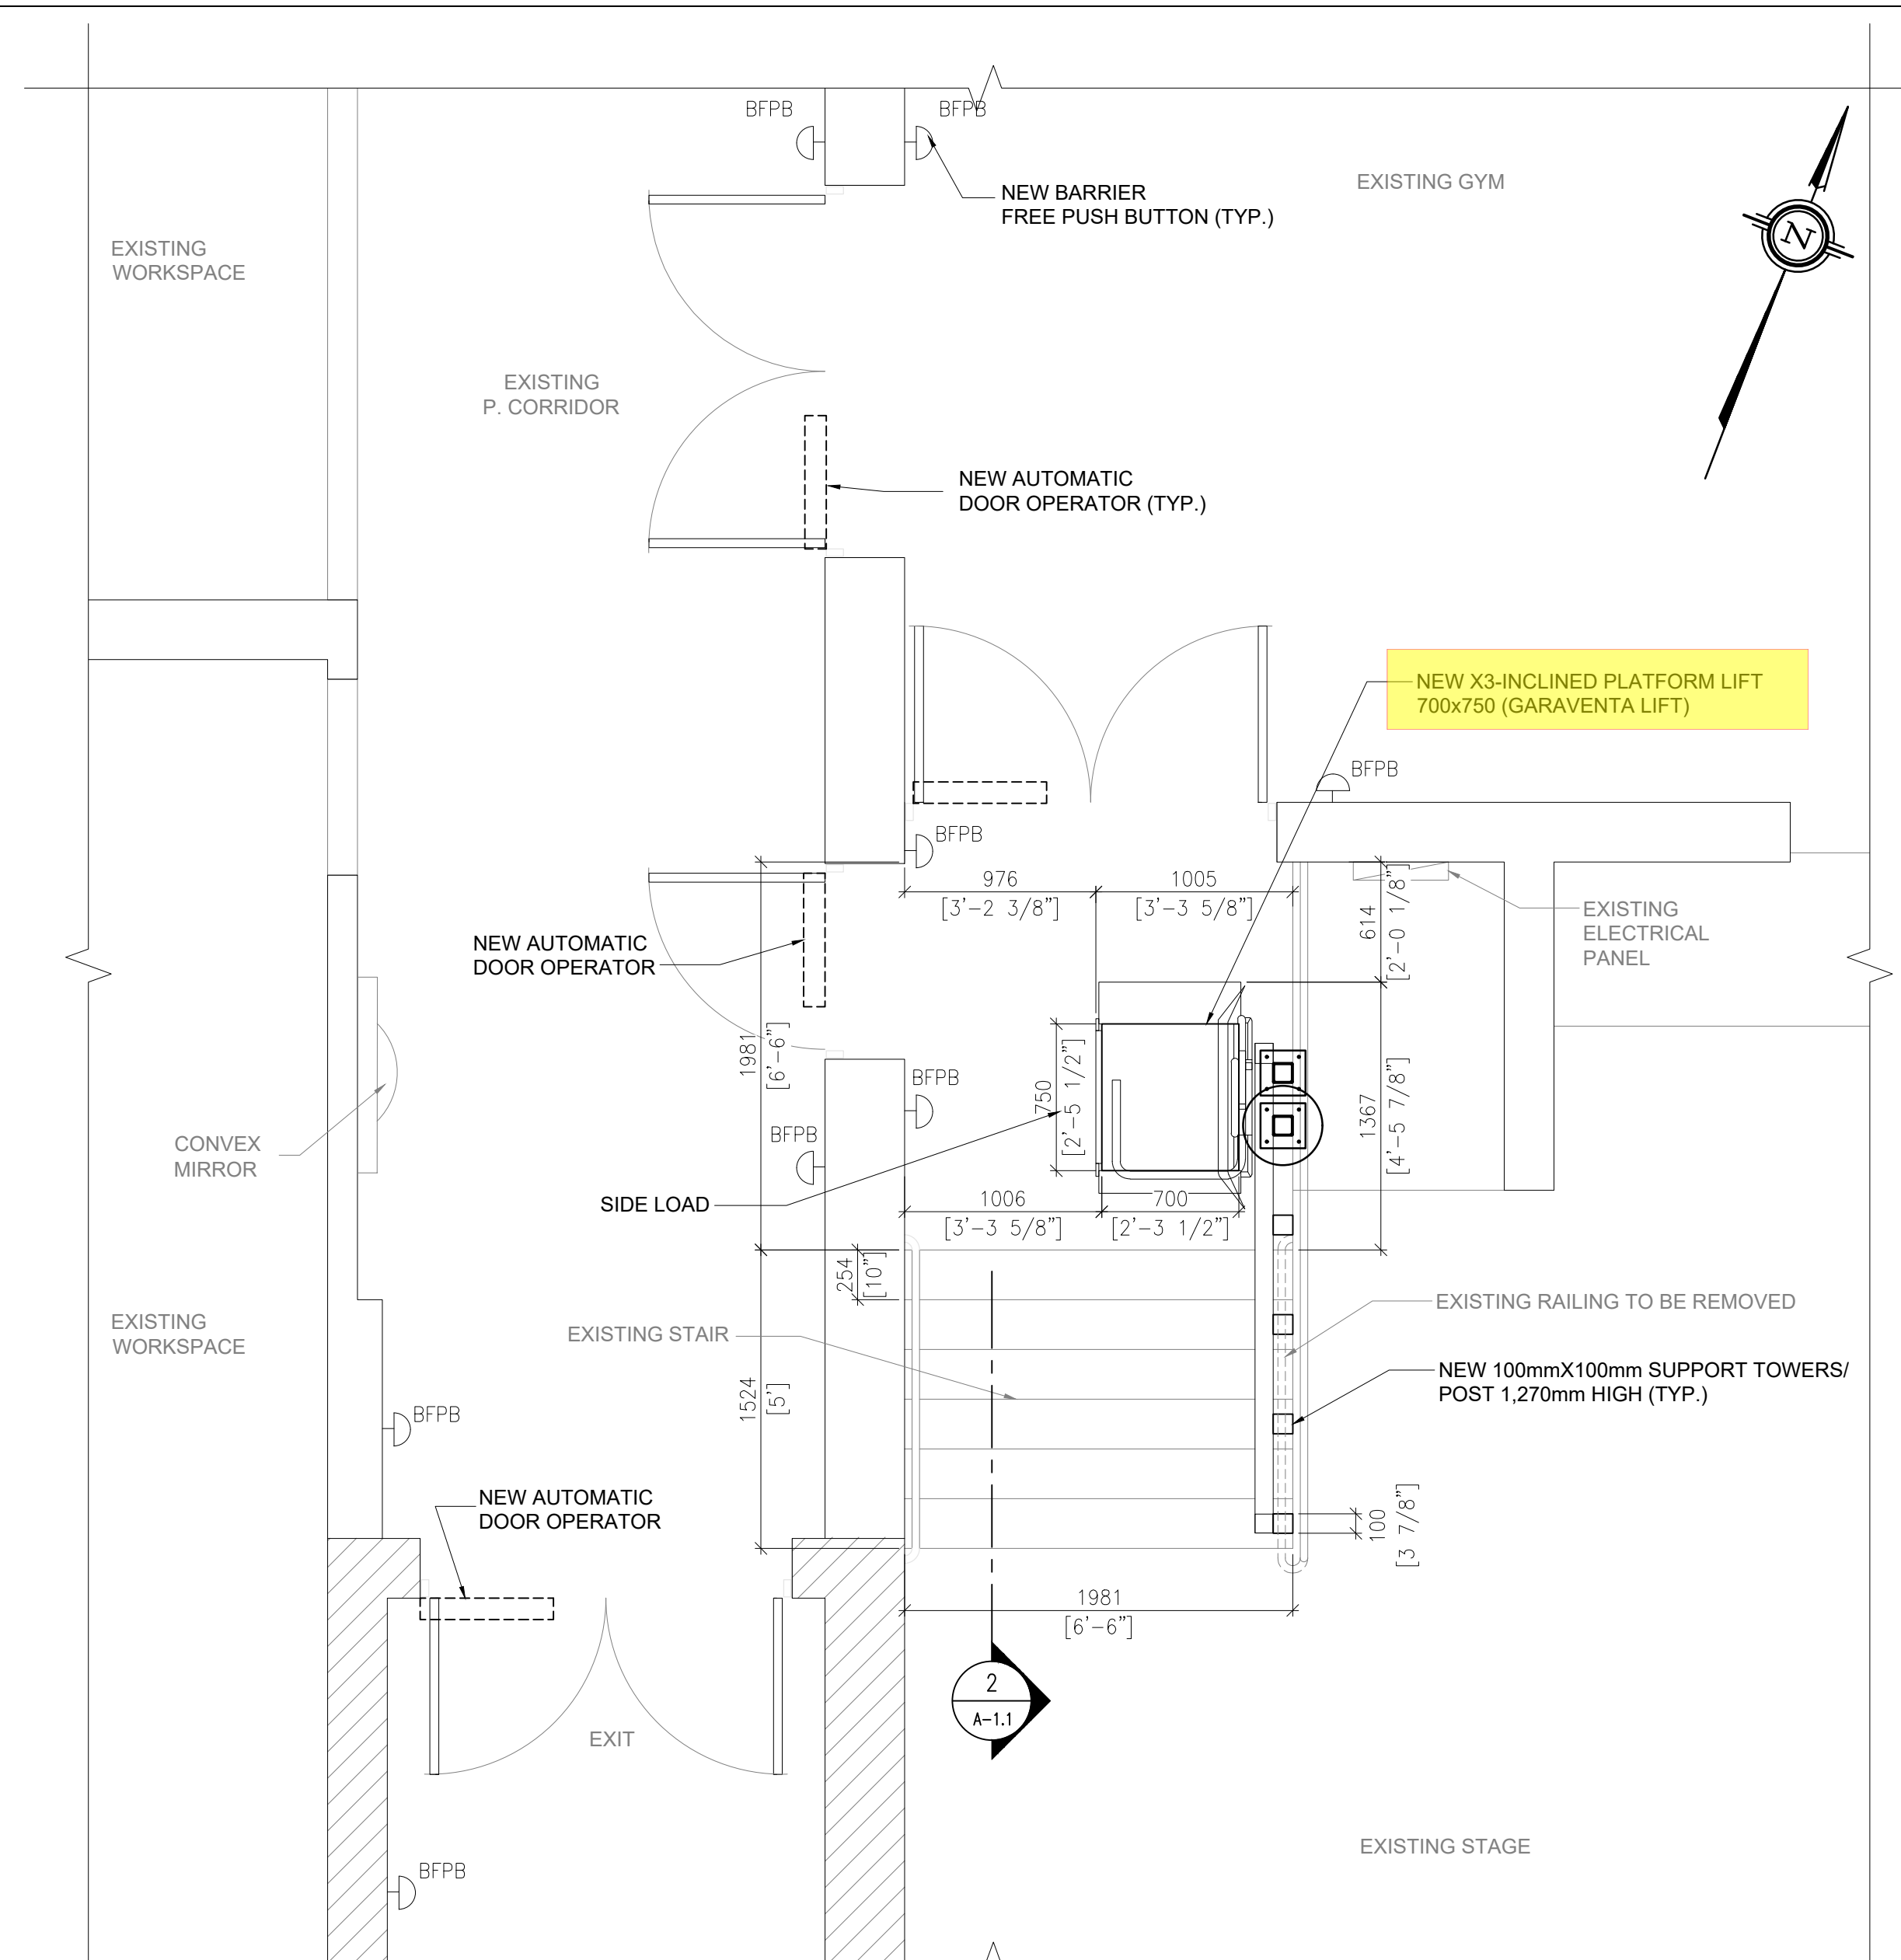 BFPB
BFPB
NEW BARRIER
FREE PUSH BUTTON (TYP.)
EXISTING GYM
N
EXISTING
WORKSPACE
EXISTING
P. CORRIDOR
NEW AUTOMATIC
DOOR OPERATOR (TYP.)
NEW X3-INCLINED PLATFORM LIFT
700x750 (GARAVENTA LIFT)
BFPB
BFPB
976
[3'-2 3/8"]
1005
[3'-3 5/8"]
614
[2'-0 1/8"]
EXISTING
ELECTRICAL
PANEL
NEW AUTOMATIC
DOOR OPERATOR
1981
[6'-6"]
750
[2'-5 1/2"]
1367
[4'-5 7/8"]
BFPB
BFPB
CONVEX
MIRROR
SIDE LOAD
1006
[3'-3 5/8"]
700
[2'-3 1/2"]
254
[10"]
EXISTING
WORKSPACE
EXISTING STAIR
EXISTING RAILING TO BE REMOVED
NEW 100mmX100mm SUPPORT TOWERS/
POST 1,270mm HIGH (TYP.)
1524
[5']
BFPB
NEW AUTOMATIC
DOOR OPERATOR
100
[3 7/8"]
1981
[6'-6"]
2
A-1.1
EXIT
EXISTING STAGE
BFPB